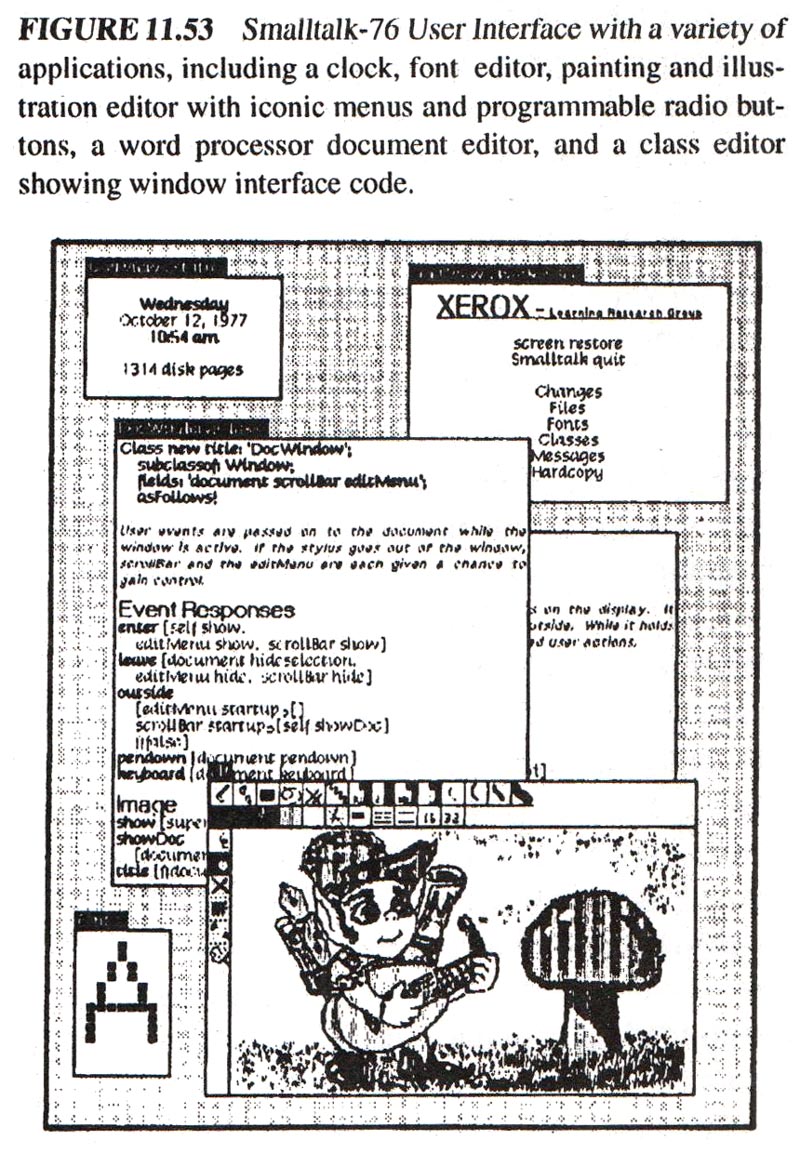 FIGURE 11.53 Smalltalk-76 User Interface with a variety of
applications, including a clock, font editor, painting and illus-
tration editor with iconic menus and programmable radio but-
tons, a word processor document editor, and a class editor
showing window interface code.
Wednesday
October 12, 1977
10:54 am
1314 disk pages
XEROX - Learning Research Group
screen restore
Smalltalk quit
Changes
Files
Fonts
Classes
Messages
Hardcopy
Class new title: 'DocWindow';
subclassof: Window;
fields: 'document scrollBar editMenu';
asFollows!
User events are passed on to the document while the
window is active. If the stylus goes out of the window,
scrollBar and the editMenu are each given a chance to
gain control.
Event Responses
enter [self show.
editMenu show. scrollBar show]
leave [document hideselection.
editMenu hide. scrollBar hide]
outside
[editMenu startup⇒[]
scrollBar startup⇒[self showDoc]
⇑false]
pendown [document pendown]
keyboard [document keyboard]
Image
show [super
showDoc
[documen
title [
s on the display. It
utside. While it holds
ed user actions.
t]
16 32
A